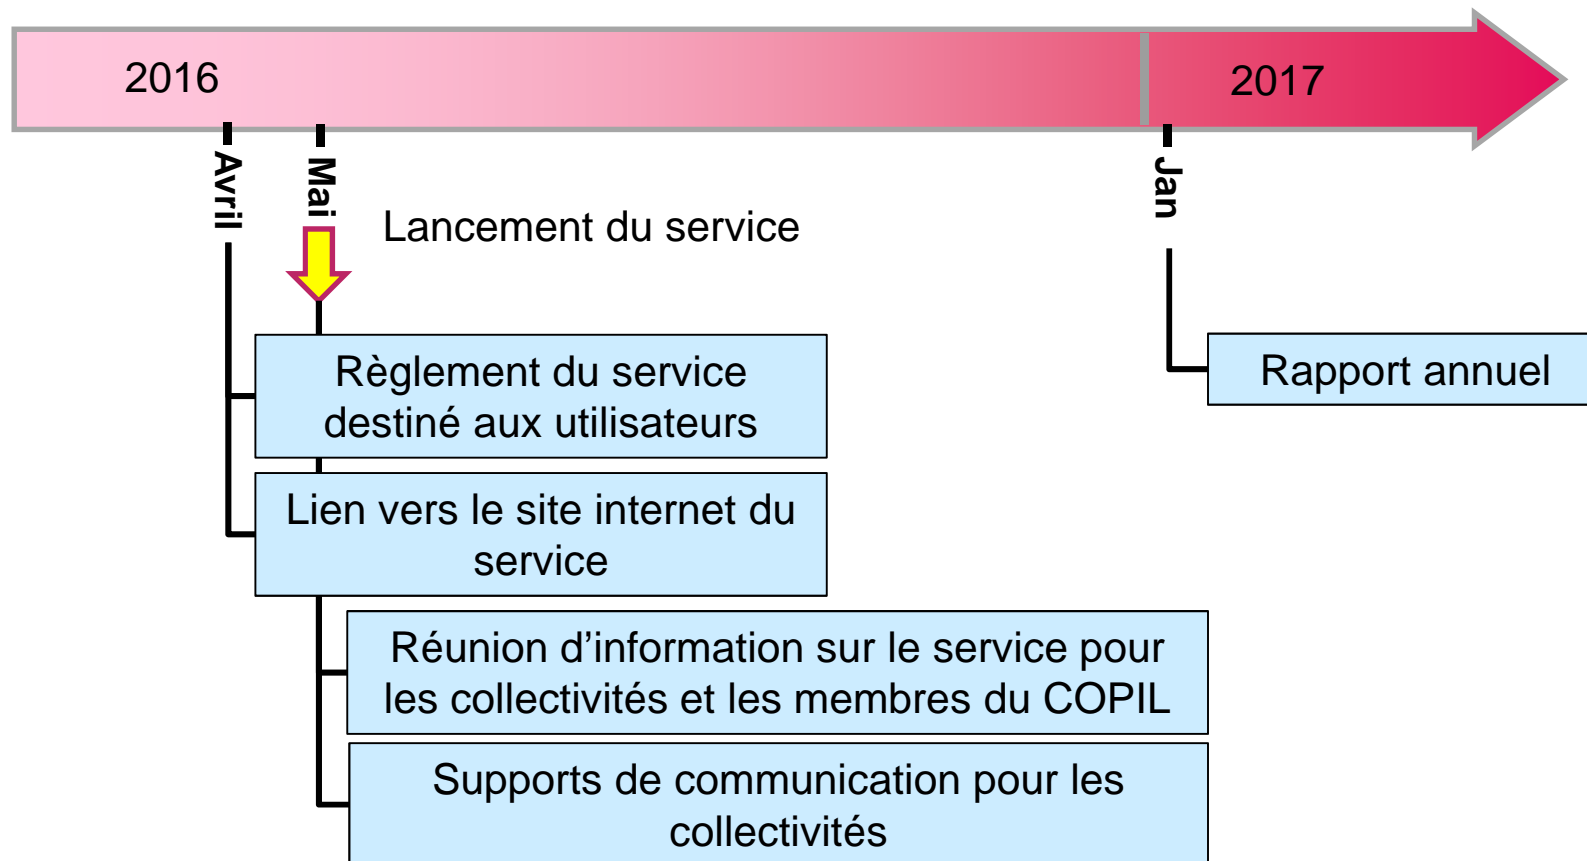 2016
2017
Avril
Mai
Jan
Lancement du service
Règlement du service
destiné aux utilisateurs
Rapport annuel
Lien vers le site internet du
service
Réunion d’information sur le service pour
les collectivités et les membres du COPIL
Supports de communication pour les
collectivités